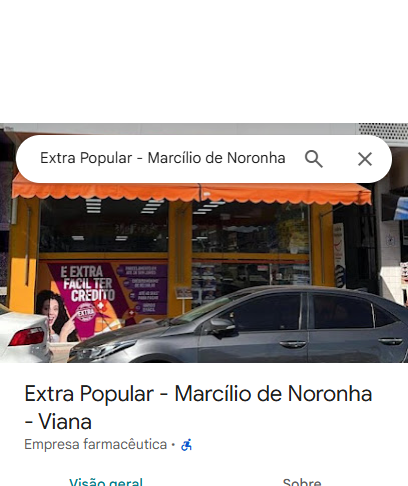 Extra Popular - Marcílio de Noronha
E EXTRA
FÁCIL TER
CRÉDITO
Extra Popular - Marcílio de Noronha
- Viana
Empresa farmacêutica ·
Visão geral
Sobre